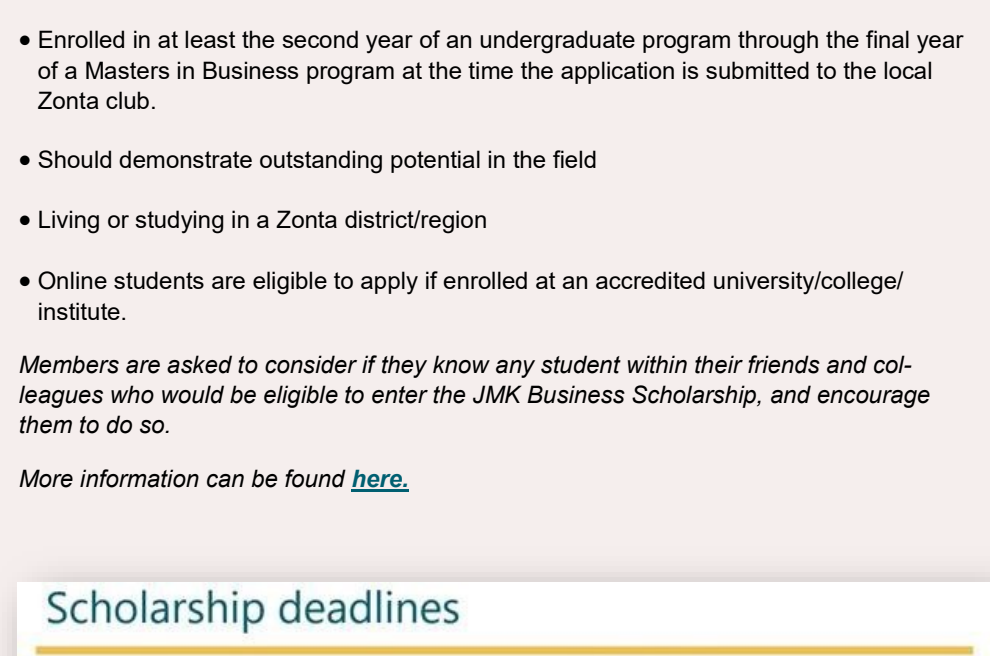 • Enrolled in at least the second year of an undergraduate program through the final year
of a Masters in Business program at the time the application is submitted to the local
Zonta club.
• Should demonstrate outstanding potential in the field
• Living or studying in a Zonta district/region
• Online students are eligible to apply if enrolled at an accredited university/college/
institute.
Members are asked to consider if they know any student within their friends and col-
leagues who would be eligible to enter the JMK Business Scholarship, and encourage
them to do so.
More information can be found here.
Scholarship deadlines